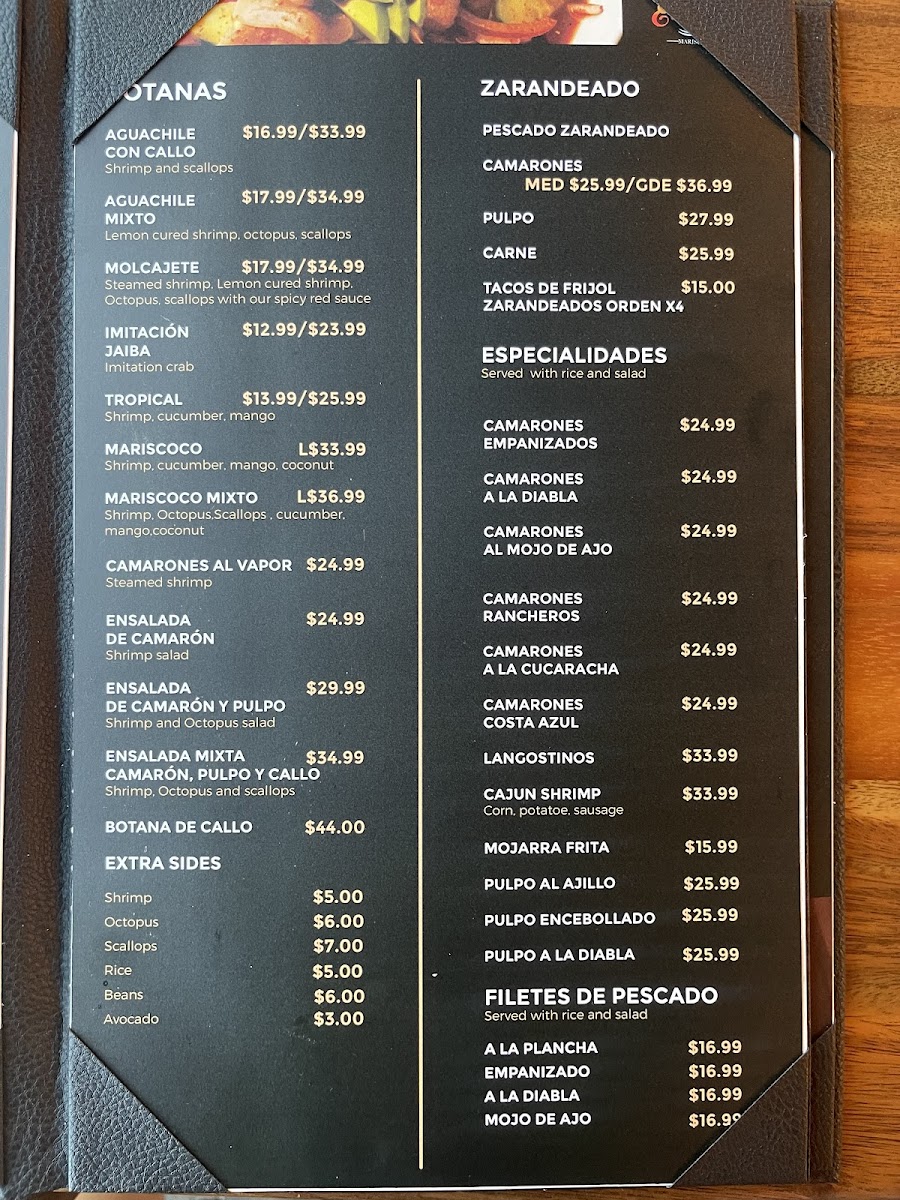 BOTANAS
AGUACHILE $16.99/$33.99
CON CALLO
Shrimp and scallops
AGUACHILE $17.99/$34.99
MIXTO
Lemon cured shrimp, octopus, scallops
MOLCAJETE $17.99/$34.99
Steamed shrimp, Lemon cured shrimp,
Octopus, scallops with our spicy red sauce
IMITACIÓN $12.99/$23.99
JAIBA
Imitation crab
TROPICAL $13.99/$25.99
Shrimp, cucumber, mango
MARISCOCO L$33.99
Shrimp, cucumber, mango, coconut
MARISCOCO MIXTO L$36.99
Shrimp, Octopus,Scallops , cucumber,
mango,coconut
CAMARONES AL VAPOR $24.99
Steamed shrimp
ENSALADA $24.99
DE CAMARÓN
Shrimp salad
ENSALADA $29.99
DE CAMARÓN Y PULPO
Shrimp and Octopus salad
ENSALADA MIXTA $34.99
CAMARÓN, PULPO Y CALLO
Shrimp, Octopus and scallops
BOTANA DE CALLO $44.00
EXTRA SIDES
Shrimp $5.00
Octopus $6.00
Scallops $7.00
Rice $5.00
Beans $6.00
Avocado $3.00
ZARANDEADO
PESCADO ZARANDEADO
CAMARONES
MED $25.99/GDE $36.99
PULPO $27.99
CARNE $25.99
TACOS DE FRIJOL $15.00
ZARANDEADOS ORDEN X4
ESPECIALIDADES
Served with rice and salad
CAMARONES $24.99
EMPANIZADOS
CAMARONES $24.99
A LA DIABLA
CAMARONES $24.99
AL MOJO DE AJO
CAMARONES $24.99
RANCHEROS
CAMARONES $24.99
A LA CUCARACHA
CAMARONES $24.99
COSTA AZUL
LANGOSTINOS $33.99
CAJUN SHRIMP $33.99
Corn, potatoe, sausage
MOJARRA FRITA $15.99
PULPO AL AJILLO $25.99
PULPO ENCEBOLLADO $25.99
PULPO A LA DIABLA $25.99
FILETES DE PESCADO
Served with rice and salad
A LA PLANCHA $16.99
EMPANIZADO $16.99
A LA DIABLA $16.99
MOJO DE AJO $16.99